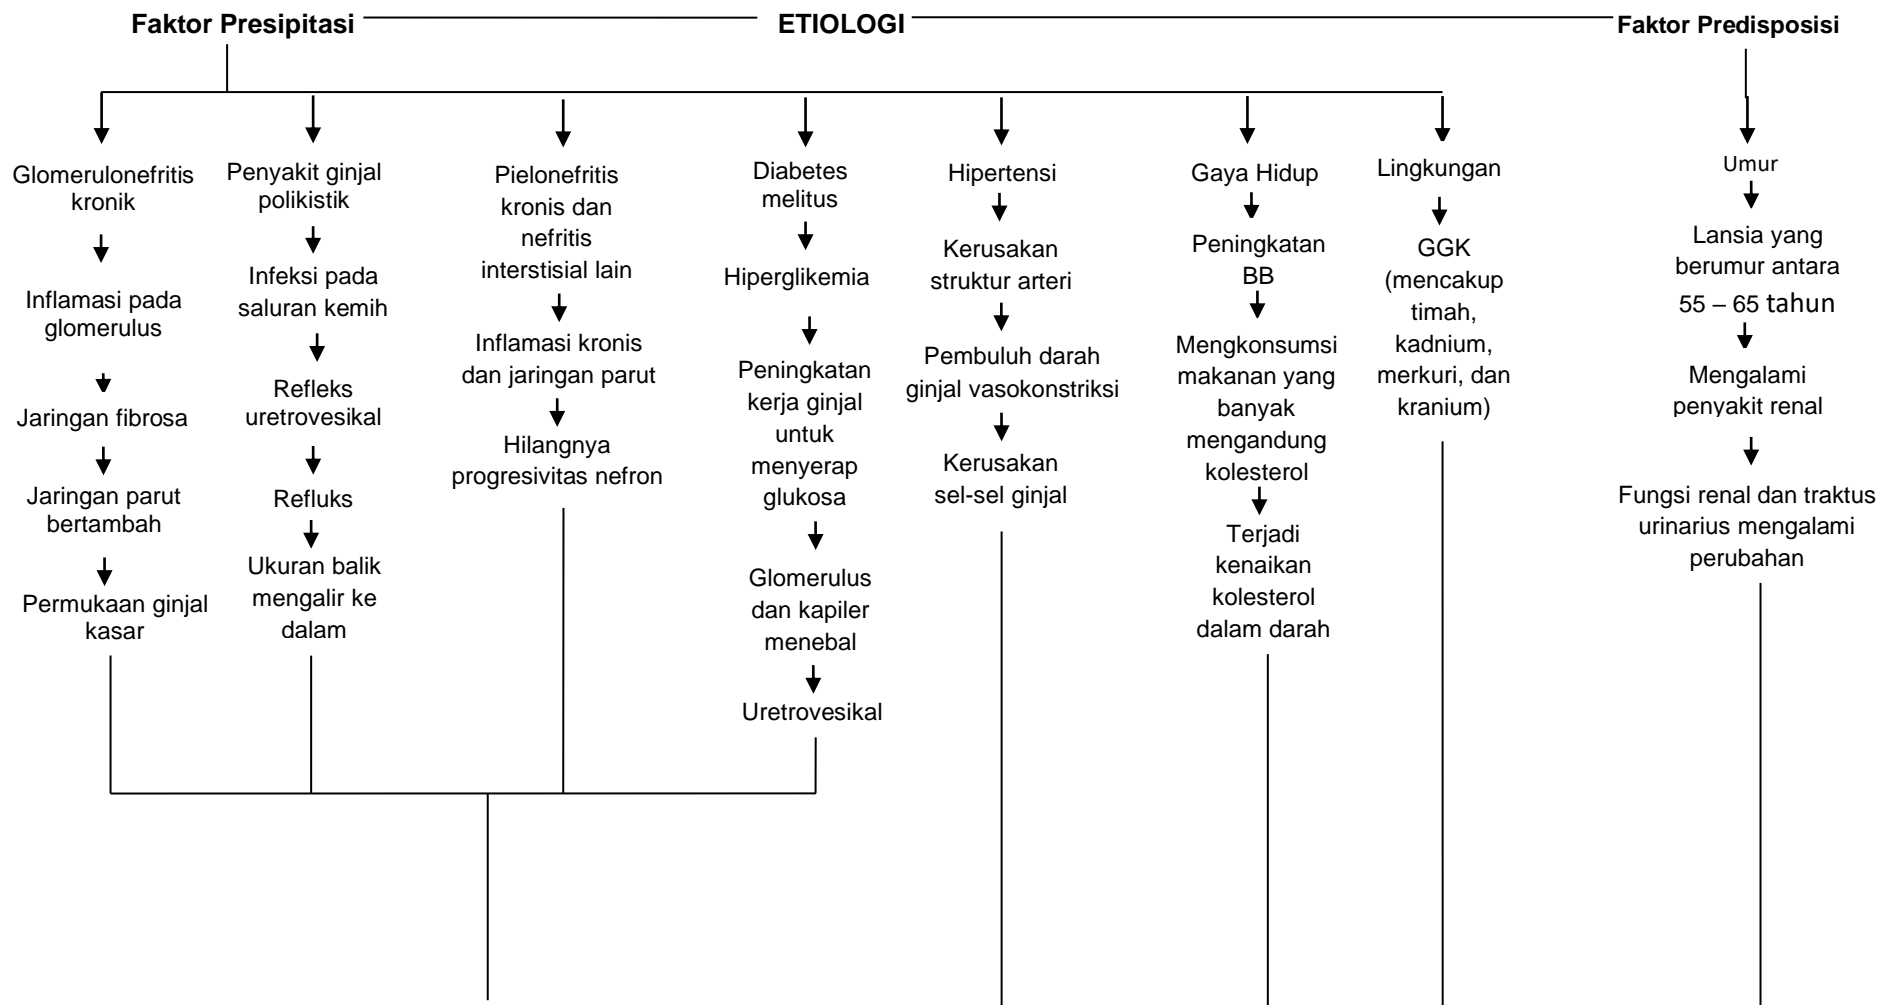 Faktor Presipitasi
ETIOLOGI
Faktor Predisposisi
Glomerulonefritis
kronik
Inflamasi pada
glomerulus
Jaringan fibrosa
Jaringan parut
bertambah
Permukaan ginjal
kasar
Penyakit ginjal
polikistik
Infeksi pada
saluran kemih
Refleks
uretrovesikal
Refluks
Ukuran balik
mengalir ke
dalam
Pielonefritis
kronis dan
nefritis
interstisial lain
Inflamasi kronis
dan jaringan parut
Hilangnya
progresivitas nefron
Diabetes
melitus
Hiperglikemia
Peningkatan
kerja ginjal
untuk
menyerap
glukosa
Glomerulus
dan kapiler
menebal
Uretrovesikal
Hipertensi
Kerusakan
struktur arteri
Pembuluh darah
ginjal vasokonstriksi
Kerusakan
sel-sel ginjal
Gaya Hidup
Peningkatan
BB
Mengkonsumsi
makanan yang
banyak
mengandung
kolesterol
Terjadi
kenaikan
kolesterol
dalam darah
Lingkungan
GGK
(mencakup
timah,
kadnium,
merkuri, dan
kranium)
Umur
Lansia yang
berumur antara
55 – 65 tahun
Mengalami
penyakit renal
Fungsi renal dan traktus
urinarius mengalami
perubahan